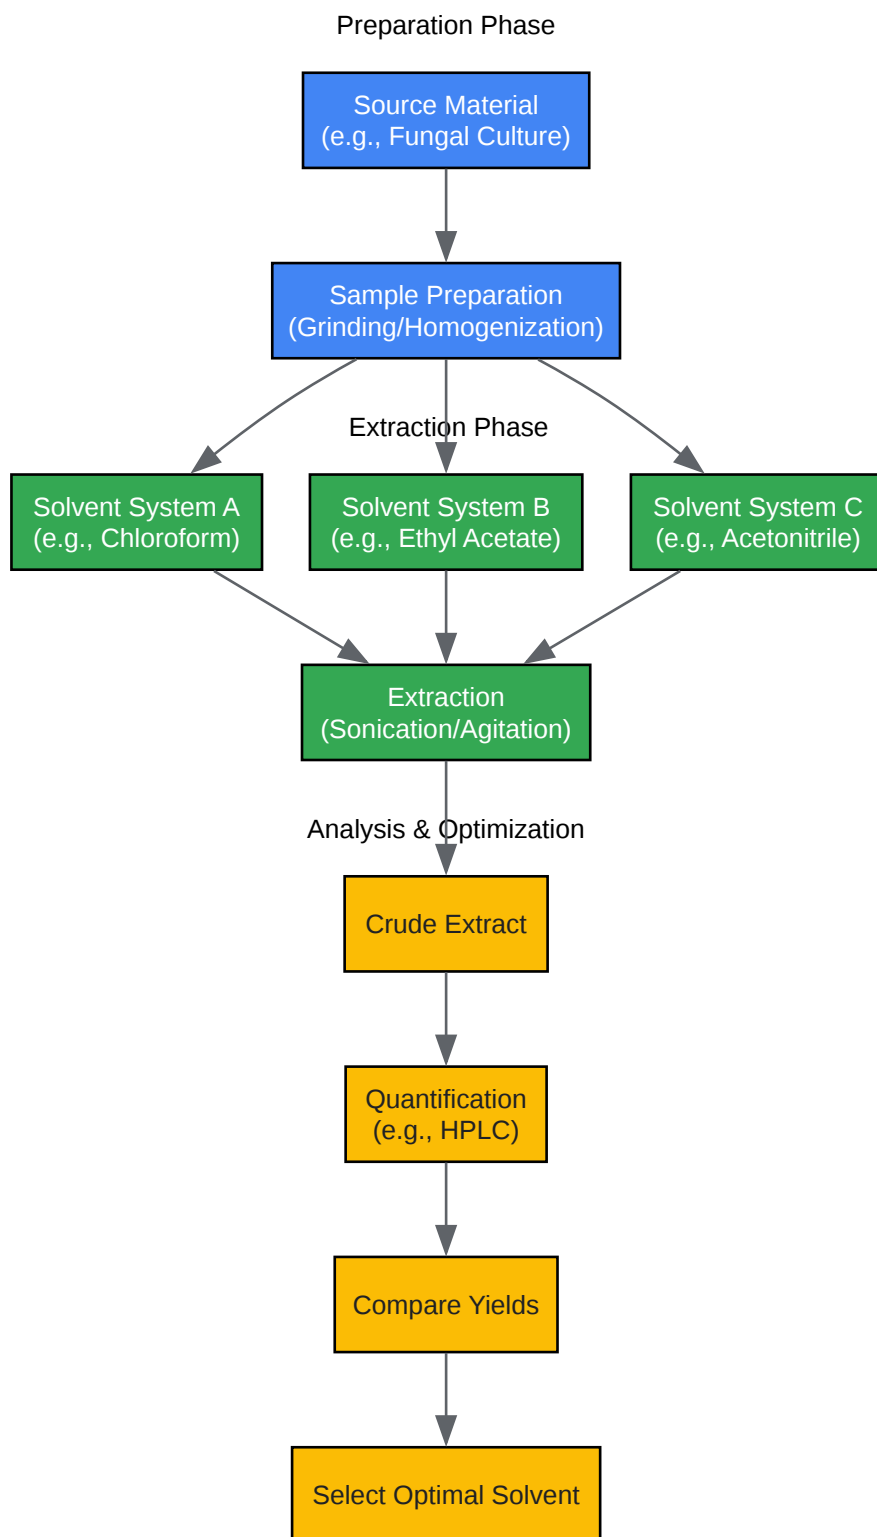 Preparation Phase
Source Material
(e.g., Fungal Culture)
Sample Preparation
(Grinding/Homogenization)
Extraction Phase
Solvent System A
(e.g., Chloroform)
Solvent System B
(e.g., Ethyl Acetate)
Solvent System C
(e.g., Acetonitrile)
Extraction
(Sonication/Agitation)
Analysis & Optimization
Crude Extract
Quantification
(e.g., HPLC)
Compare Yields
Select Optimal Solvent